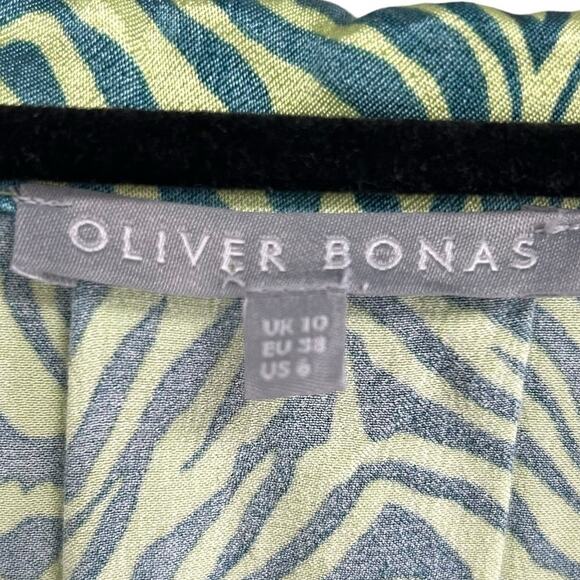 OLIVER BONAS
UK 10
EU 38
US 6